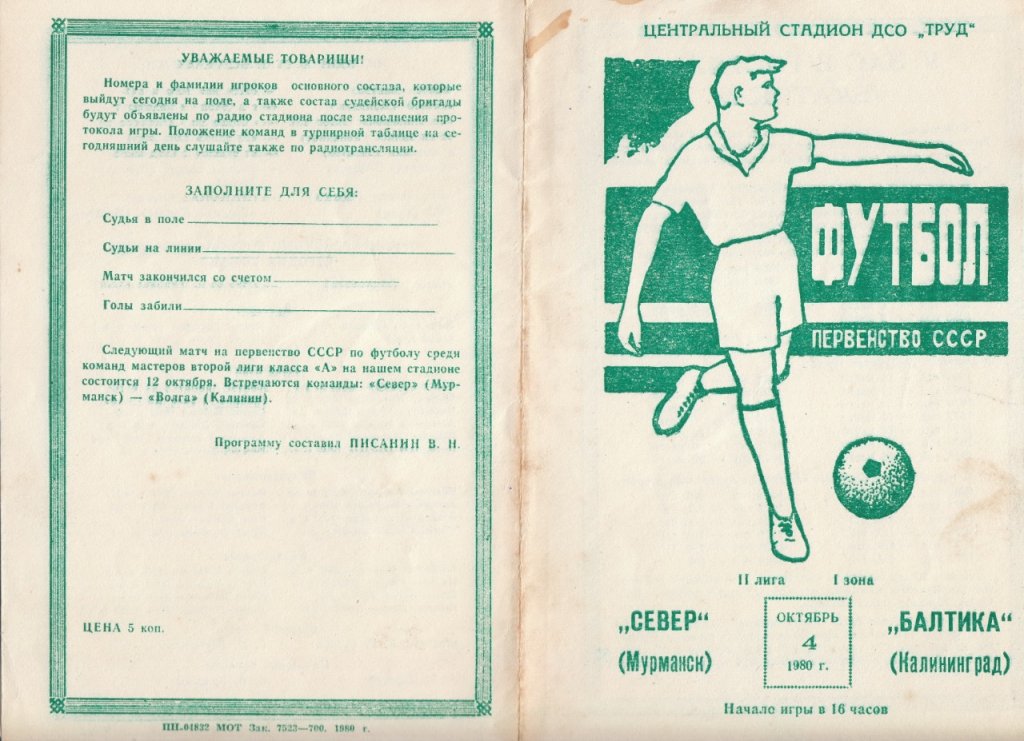 УВАЖАЕМЫЕ ТОВАРИЩИ!
Номера и фамилии игроков основного состава, которые
выйдут сегодня на поле, а также состав судейской бригады
будут объявлены по радио стадиона после заполнения про-
токола игры. Положение команд в турнирной таблице на се-
годняшний день слушайте также по радиотрансляции.
ЗАПОЛНИТЕ ДЛЯ СЕБЯ:
Судья в поле
Судьи на линии
Матч закончился со счетом
Голы забили
Следующий матч на первенство СССР по футболу среди
команд мастеров второй лиги класса «А» на нашем стадионе
состоится 12 октября. Встречаются команды: «Север» (Мур-
манск) — «Волга» (Калинин).
Программу составил ПИСАНИН В. Н.
ЦЕНА 5 коп.
ПН-04832 МОТ Зак. 7523—700. 1980 г.
ЦЕНТРАЛЬНЫЙ СТАДИОН ДСО „ТРУД“
ФУТБОЛ
ПЕРВЕНСТВО СССР
II лига I зона
„СЕВЕР“
(Мурманск)
ОКТЯБРЬ
4
1980 г.
„БАЛТИКА“
(Калининград)
Начало игры в 16 часов